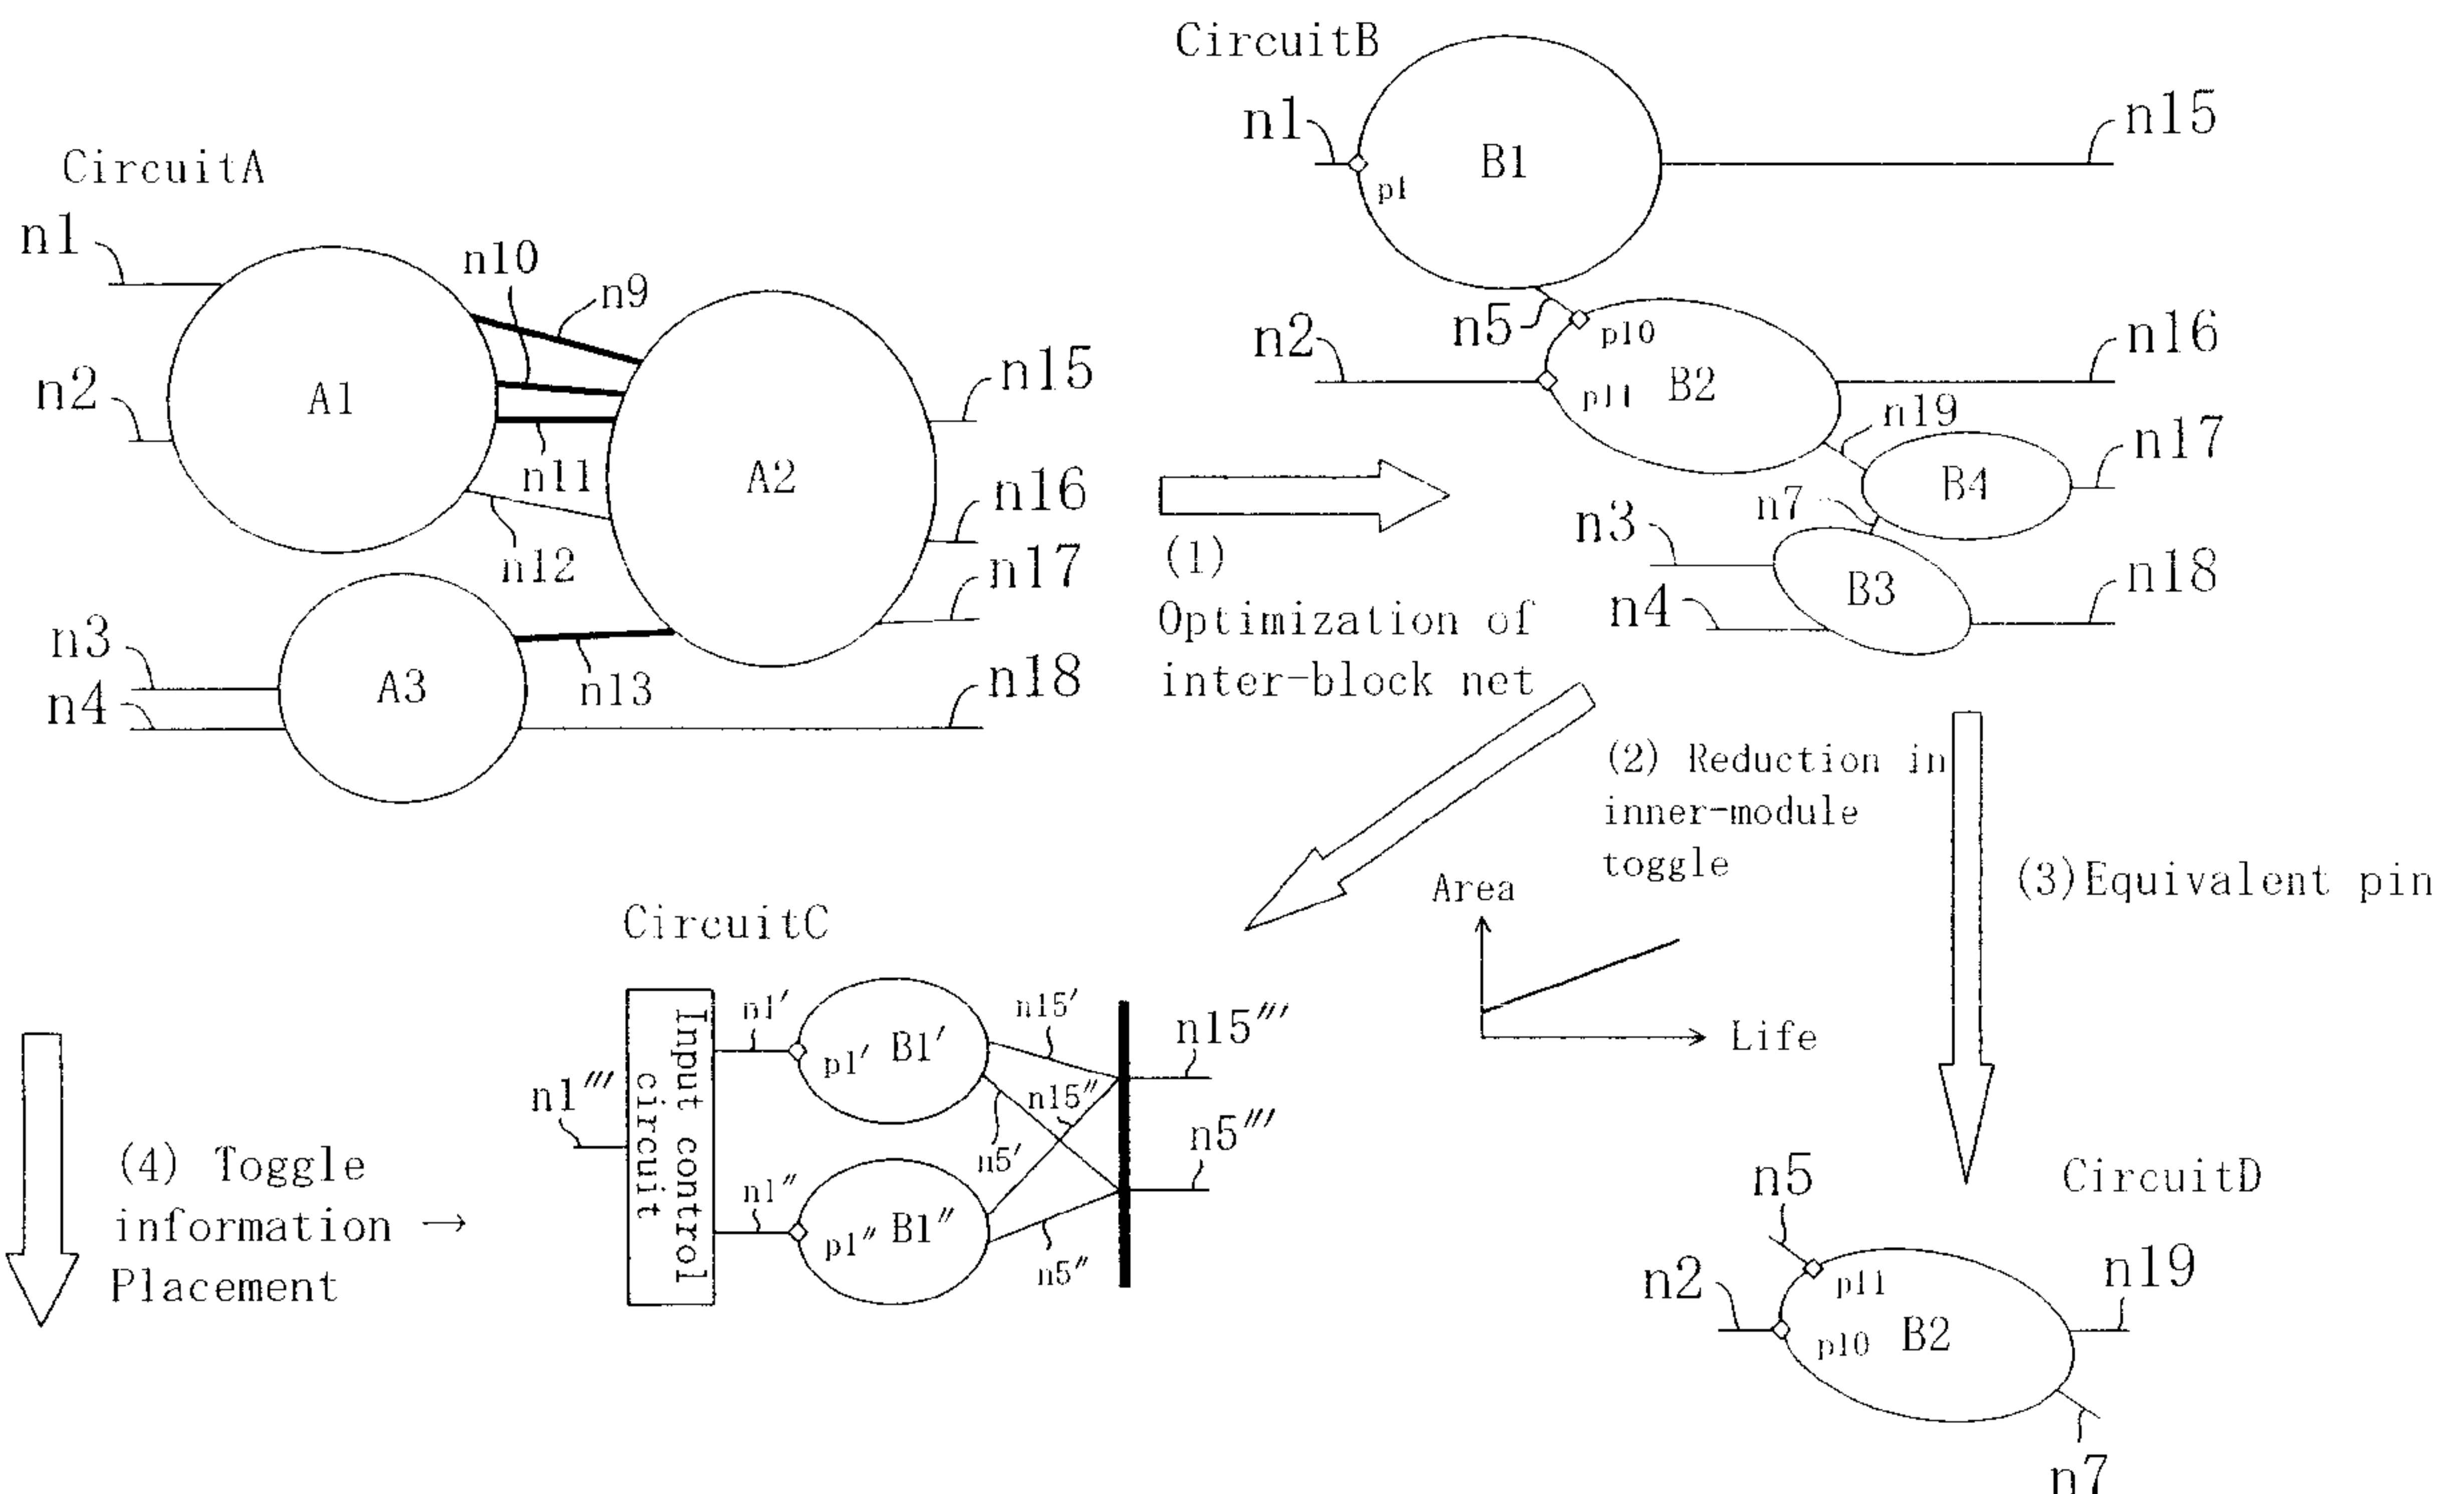 CircuitA
n1
n2
n3
n4
A1
A2
A3
n10
n9
n11
n12
n13
n15
n16
n17
n18
(1)
Optimization of
inter-block net
CircuitB
n1
p1
B1
n15
n5
p10
n2
p11
B2
n16
n19
n17
B4
n7
n3
n4
B3
n18
(2) Reduction in
inner-module
toggle
Area
Life
(3)Equivalent pin
(4) Toggle
information →
Placement
CircuitC
n1‴
Input control
circuit
n1′
p1′
B1′
n15′
n15‴
n15″
n5′
n5‴
n1″
p1″
B1″
n5″
CircuitD
n5
p11
n2
p10
B2
n19
n7